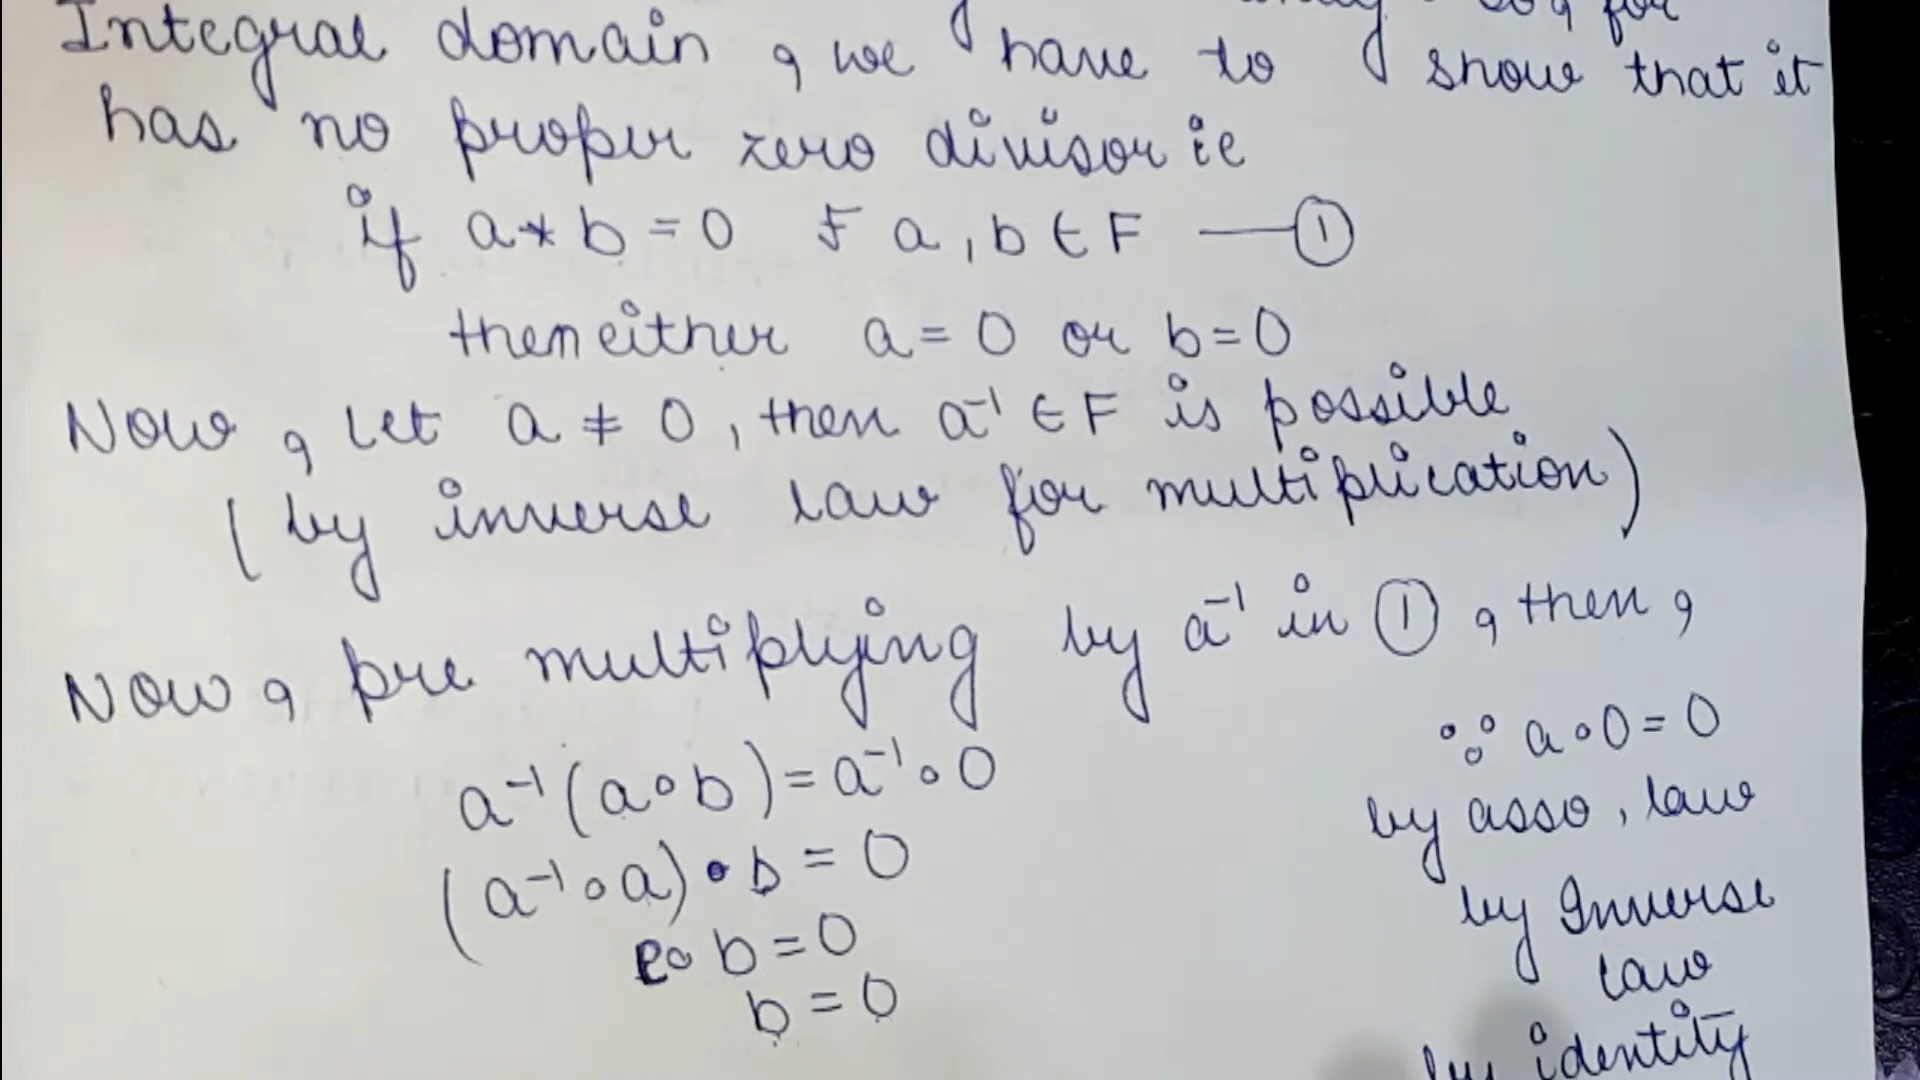 Integral domain, we have to show that it
has no proper zero divisor ie
if a * b = 0 ∀ a, b ∈ F —— ①
then either a = 0 or b = 0
Now, let a ≠ 0, then a⁻¹ ∈ F is possible
(by inverse law for multiplication)
Now, pre multiplying by a⁻¹ in ①, then,
a⁻¹(a∘b) = a⁻¹∘0
∵ a∘0 = 0
(a⁻¹∘a)•b = 0
by asso, law
e∘ b = 0
by Inverse
law
b = 0
by identity